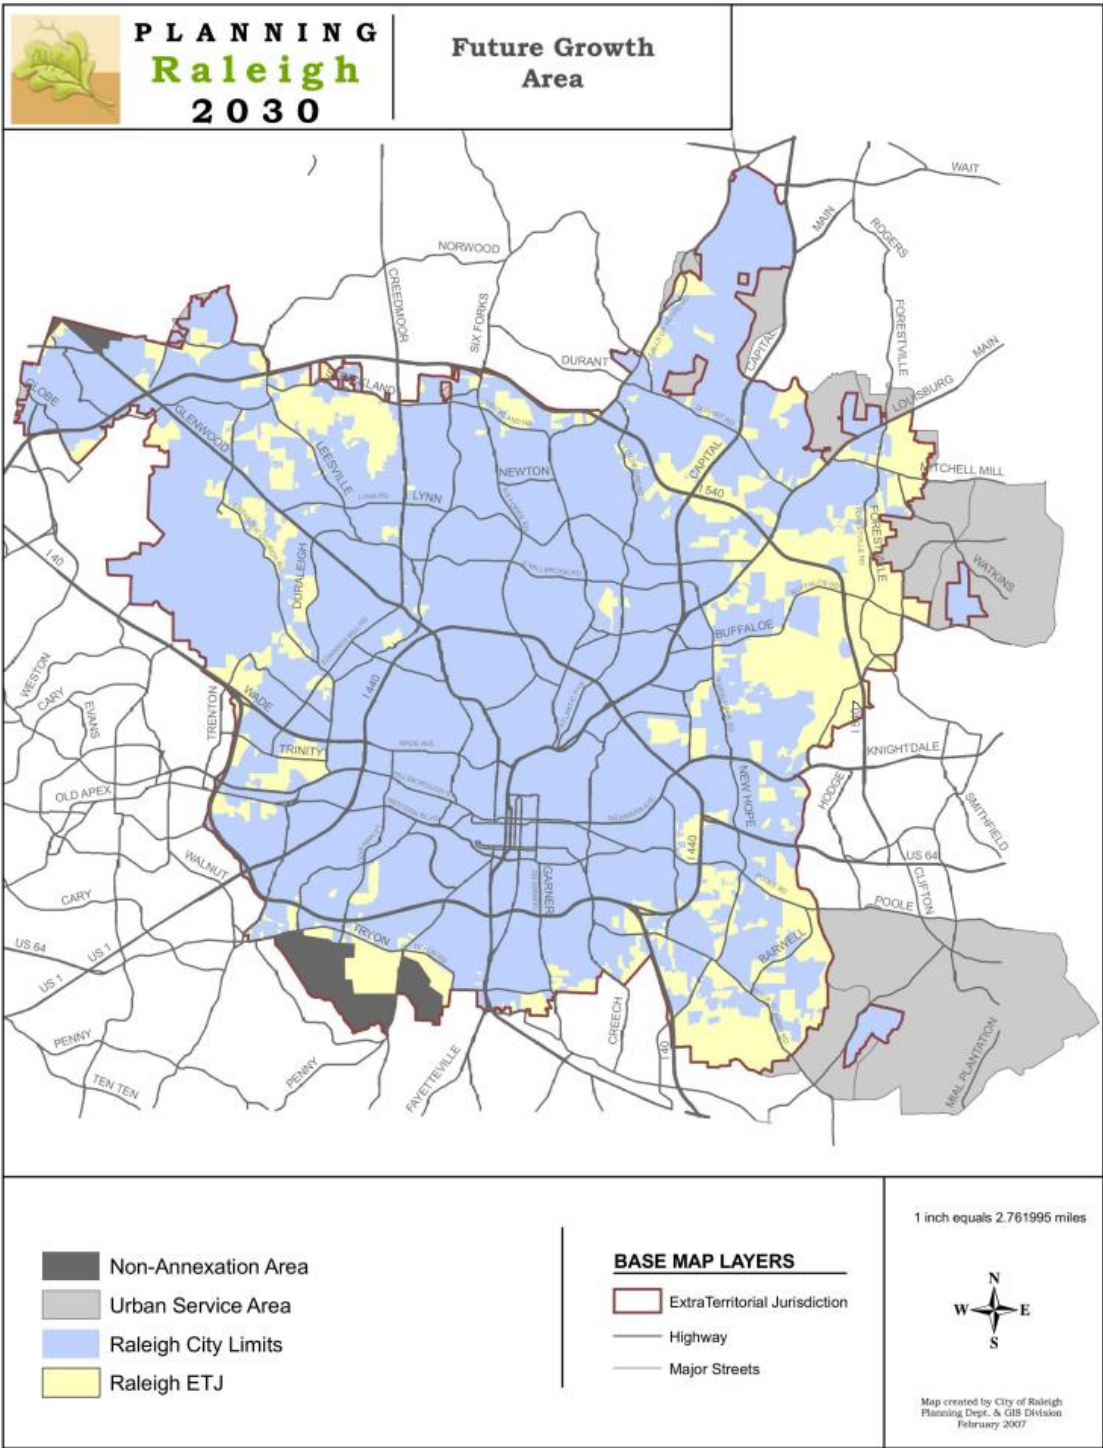 PLANNING
Raleigh
2030
Future Growth
Area
WAIT
MAIN
ROGERS
NORWOOD
CREEDMOOR
SIX FORKS
FORESTVILLE
MAIN
DURANT
CAPITAL
LOUISBURG
GLOBE
GLENWOOD
LEESVILLE
NEWTON
CAPITAL
MITCHELL MILL
LYNN
I 540
FORESTVILLE
I 40
DURALEIGH
WATKINS
BUFFALOE
WESTON
CARY
EVANS
TRENTON
WADE
I 440
TRINITY
WADE AVE
KNIGHTDALE
OLD APEX
NEW HOPE
HODGE
SMITHFIELD
WALNUT
I 440
US 64
CLIFTON
CARY
GARNER
POOLE
US 64
US 1
US 1
TRYON
BARWELL
PENNY
CREECH
I 40
MIAL PLANTATION
TEN TEN
PENNY
FAYETTEVILLE
Non-Annexation Area
Urban Service Area
Raleigh City Limits
Raleigh ETJ
BASE MAP LAYERS
ExtraTerritorial Jurisdiction
Highway
Major Streets
1 inch equals 2.761995 miles
N
W E
S
Map created by City of Raleigh
Planning Dept. & GIS Division
February 2007